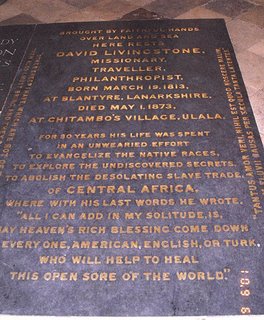 BROUGHT BY FAITHFUL HANDS
OVER LAND AND SEA
HERE RESTS
DAVID LIVINGSTONE,
MISSIONARY,
TRAVELLER,
PHILANTHROPIST,
BORN MARCH 19.1813,
AT BLANTYRE, LANARKSHIRE,
DIED MAY 1.1873,
AT CHITAMBO'S VILLAGE, ULALA.
FOR 30 YEARS HIS LIFE WAS SPENT
IN AN UNWEARIED EFFORT
TO EVANGELIZE THE NATIVE RACES,
TO EXPLORE THE UNDISCOVERED SECRETS,
TO ABOLISH THE DESOLATING SLAVE TRADE,
OF CENTRAL AFRICA,
WHERE WITH HIS LAST WORDS HE WROTE,
"ALL I CAN ADD IN MY SOLITUDE, IS,
MAY HEAVEN'S RICH BLESSING COME DOWN
EVERY ONE, AMERICAN, ENGLISH, OR TURK,
WHO WILL HELP TO HEAL
THIS OPEN SORE OF THE WORLD."